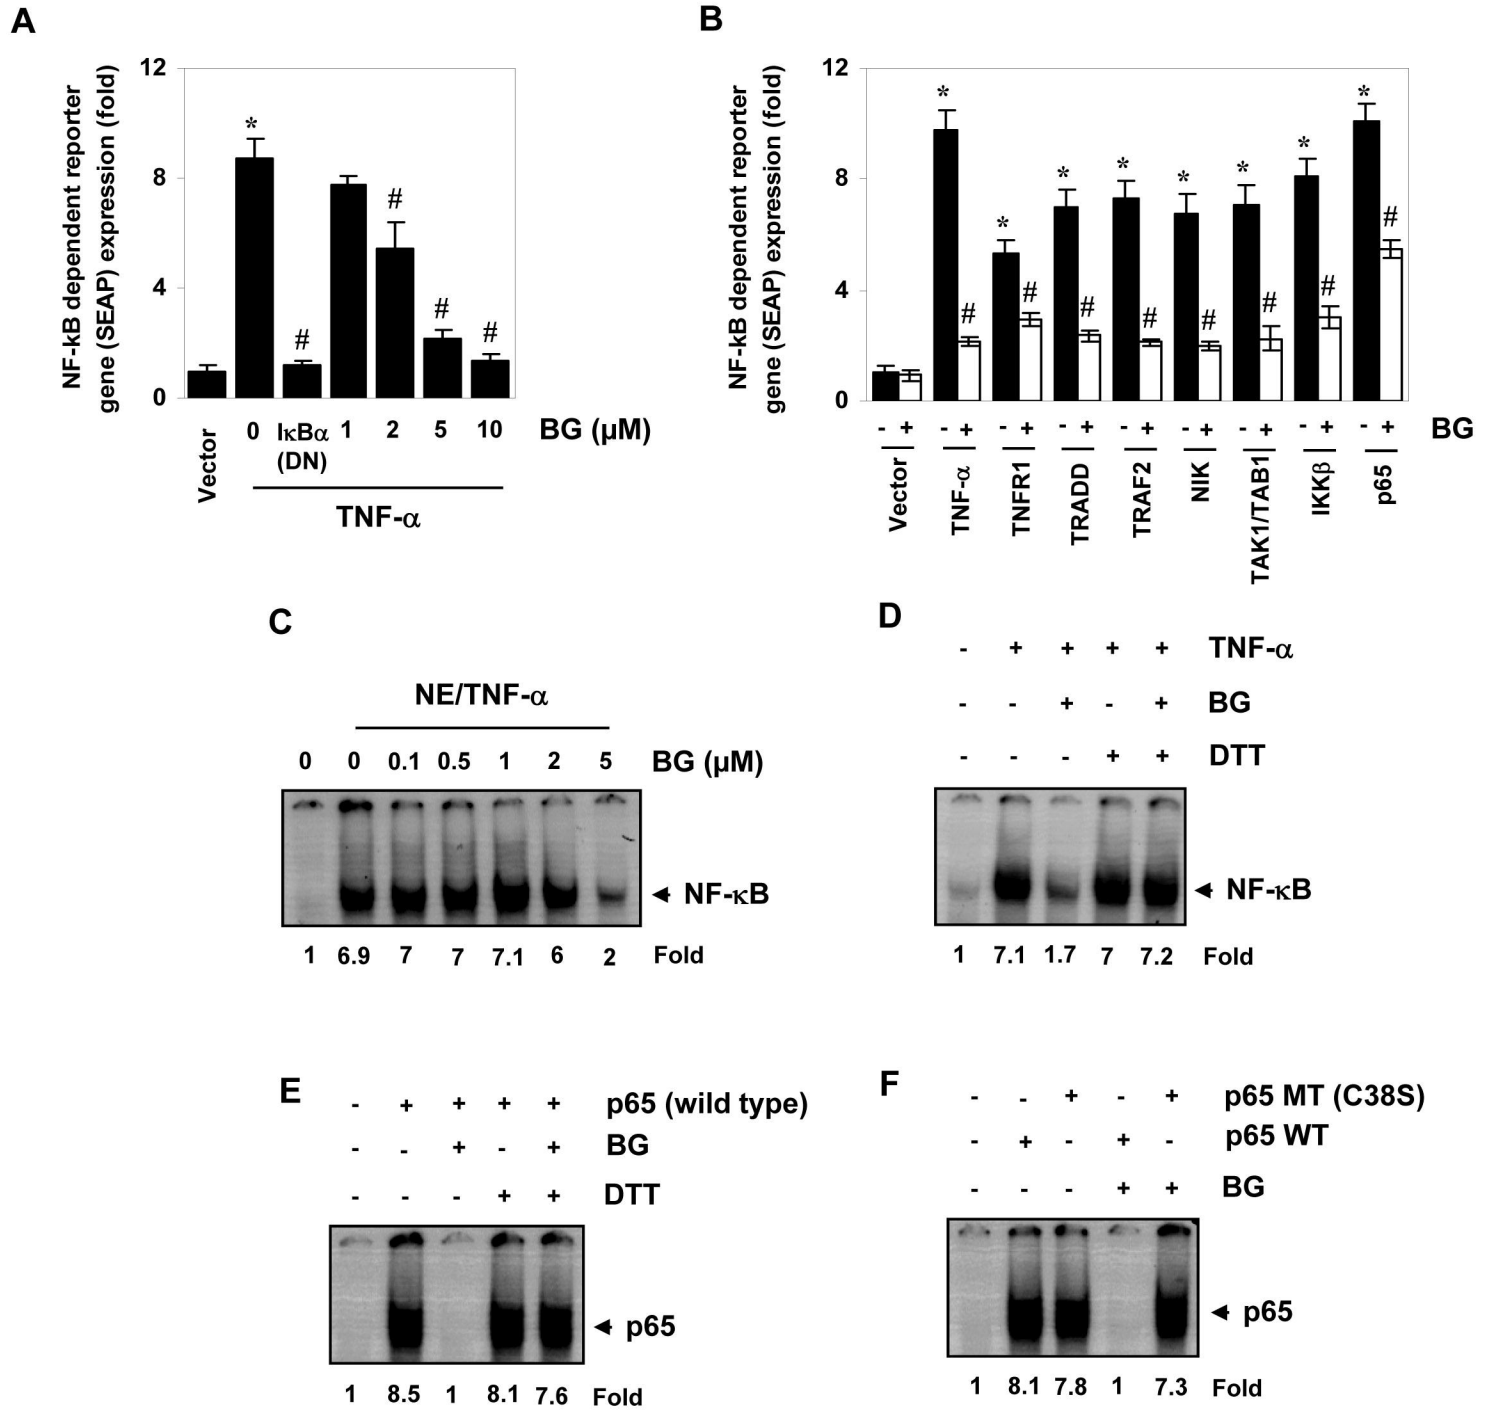 A
NF-kB dependent reporter
gene (SEAP) expression (fold)
12
8
4
0
* # # # #
Vector 0 IκBα (DN) 1 2 5 10 BG (µM)
TNF-α
B
NF-kB dependent reporter
gene (SEAP) expression (fold)
12
8
4
0
* * * * * * * *
# # # # # # # #
- + - + - + - + - + - + - + - + - + BG
Vector TNF-α TNFR1 TRADD TRAF2 NIK TAK1/TAB1 IKKβ p65
C
NE/TNF-α
0 0 0.1 0.5 1 2 5 BG (µM)
NF-κB
1 6.9 7 7 7.1 6 2 Fold
D
- + + + + TNF-α
- - + - + BG
- - - + + DTT
NF-κB
1 7.1 1.7 7 7.2 Fold
E
- + + + + p65 (wild type)
- - + - + BG
- - - + + DTT
p65
1 8.5 1 8.1 7.6 Fold
F
- - + - + p65 MT (C38S)
- + - + - p65 WT
- - - + + BG
p65
1 8.1 7.8 1 7.3 Fold